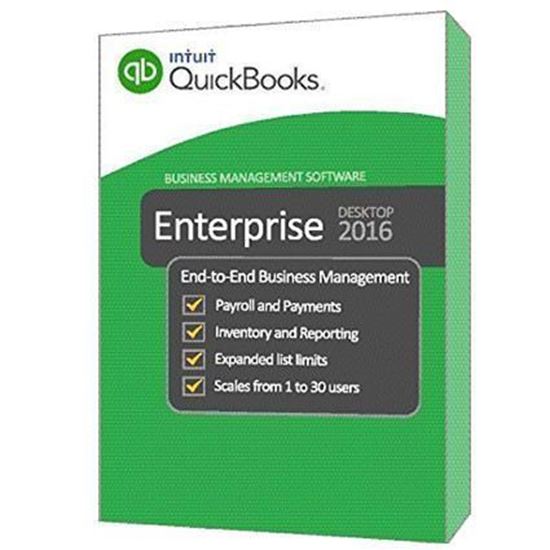 intuit
qb QuickBooks.
BUSINESS MANAGEMENT SOFTWARE
Enterprise DESKTOP 2016
End-to-End Business Management
Payroll and Payments
Inventory and Reporting
Expanded list limits
Scales from 1 to 30 users